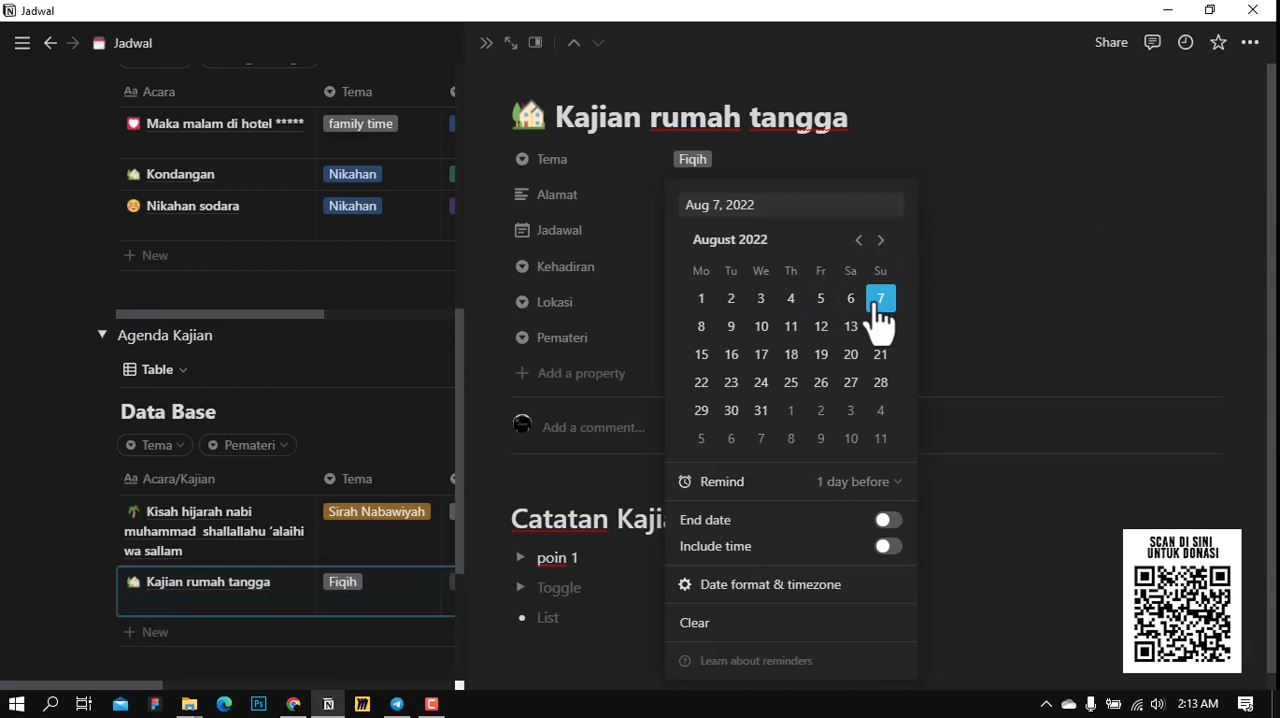 Jadwal
Jadwal
Share
Acara
Tema
Maka malam di hotel *****
family time
Kondangan
Nikahan
Nikahan sodara
Nikahan
New
Agenda Kajian
Table
Data Base
Tema
Pemateri
Acara/Kajian
Tema
Kisah hijarah nabi
muhammad shallallahu ‘alaihi
wa sallam
Sirah Nabawiyah
Kajian rumah tangga
Fiqih
New
Kajian rumah tangga
Tema
Fiqih
Alamat
Jadawal
Kehadiran
Lokasi
Pemateri
Add a property
Add a comment...
Catatan Kaji
poin 1
Toggle
List
Aug 7, 2022
August 2022
Mo Tu We Th Fr Sa Su
1 2 3 4 5 6 7
8 9 10 11 12 13
15 16 17 18 19 20 21
22 23 24 25 26 27 28
29 30 31 1 2 3 4
5 6 7 8 9 10 11
Remind
1 day before
End date
Include time
Date format & timezone
Clear
Learn about reminders
SCAN DI SINI
UNTUK DONASI
Ps
2:13 AM